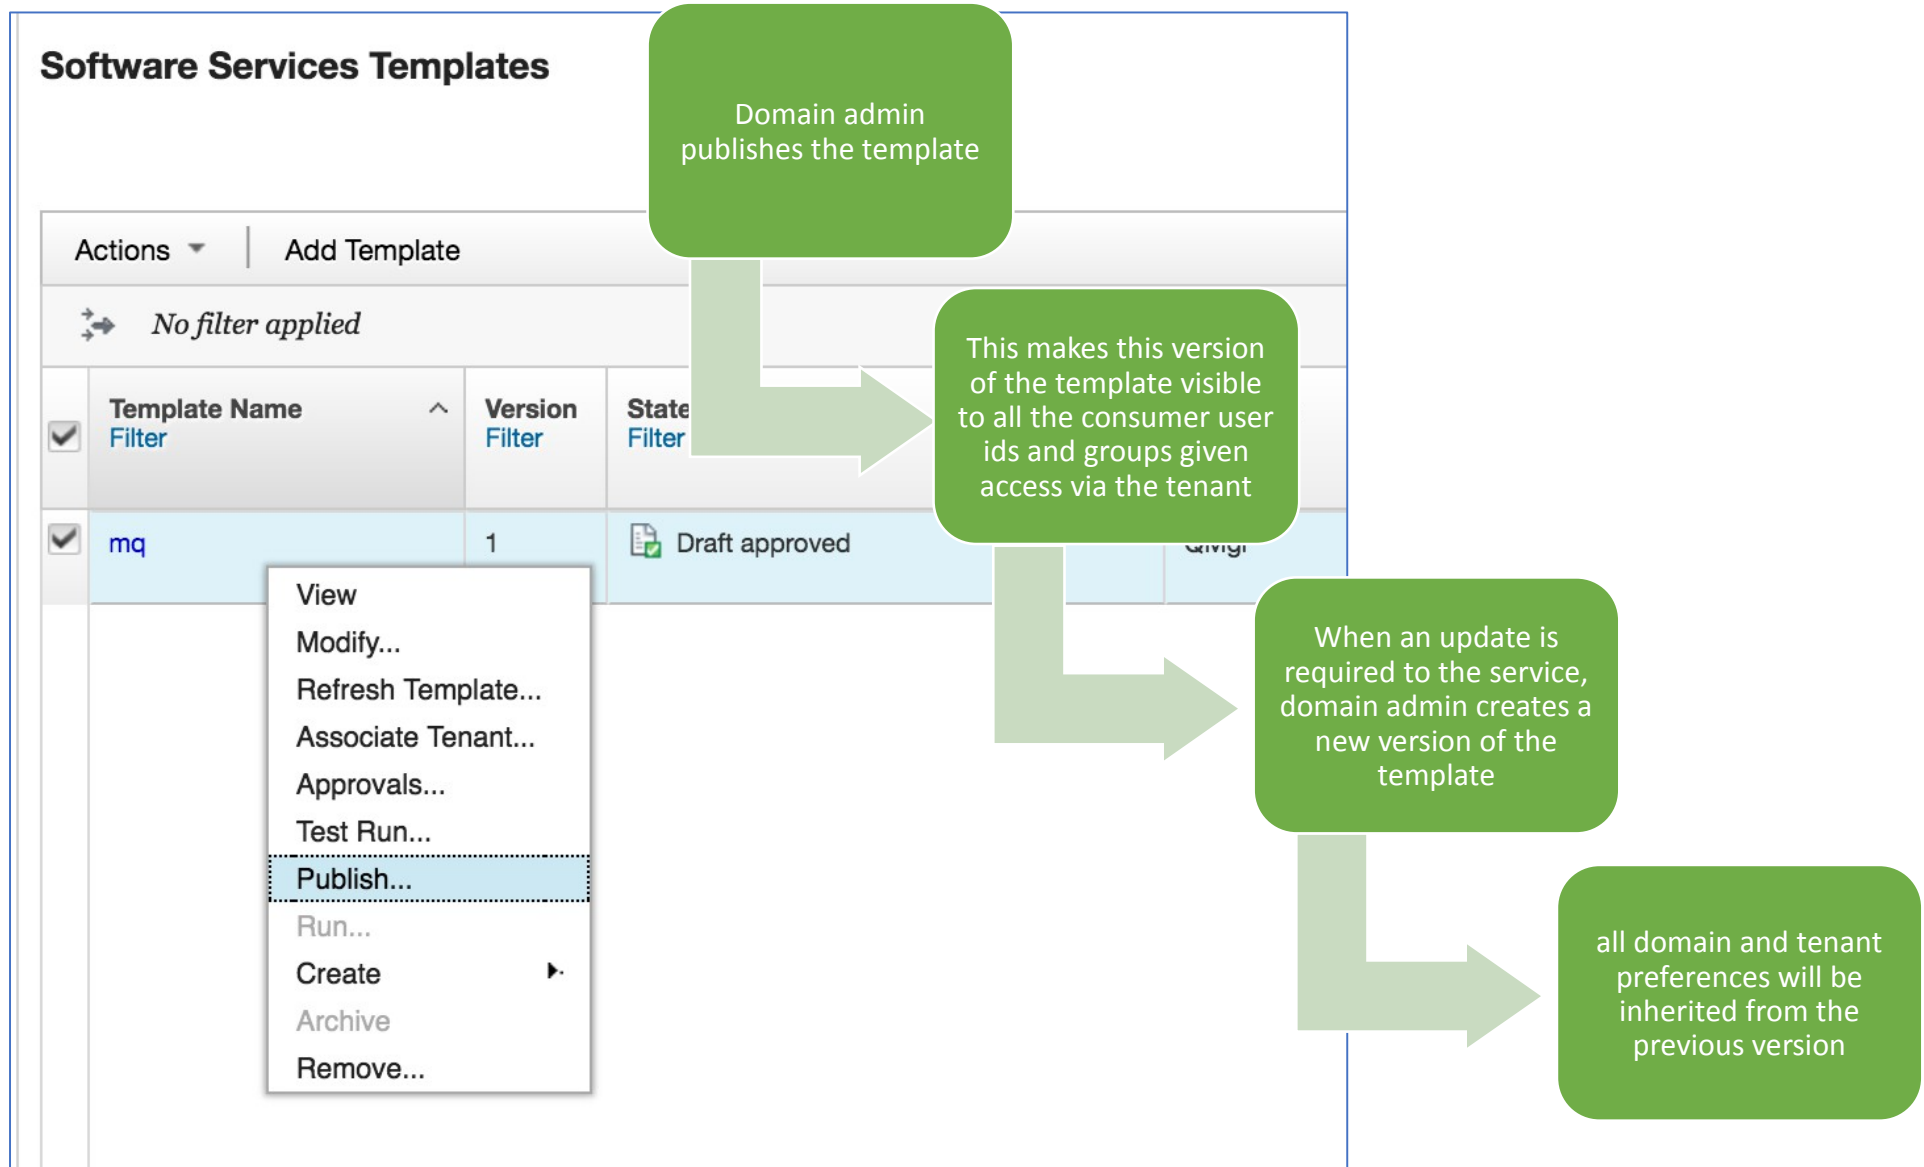 Software Services Templates
Actions
Add Template
No filter applied
Template Name
Filter
Version
Filter
State
Filter
mq
1
Draft approved
QMgr
View
Modify...
Refresh Template...
Associate Tenant...
Approvals...
Test Run...
Publish...
Run...
Create
Archive
Remove...
Domain admin
publishes the template
This makes this version
of the template visible
to all the consumer user
ids and groups given
access via the tenant
When an update is
required to the service,
domain admin creates a
new version of the
template
all domain and tenant
preferences will be
inherited from the
previous version